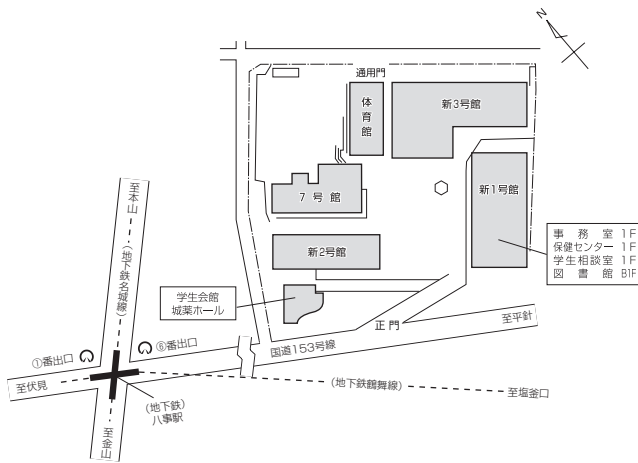 N
通用門
体育館
新3号館
7号館
新1号館
新2号館
事務室 1F
保健センター 1F
学生相談室 1F
図書館 B1F
学生会館
城薬ホール
正門
至平針
国道153号線
至本山
(地下鉄名城線)
①番出口
⑥番出口
至伏見
(地下鉄)
八事駅
(地下鉄鶴舞線)
至塩釜口
至金山